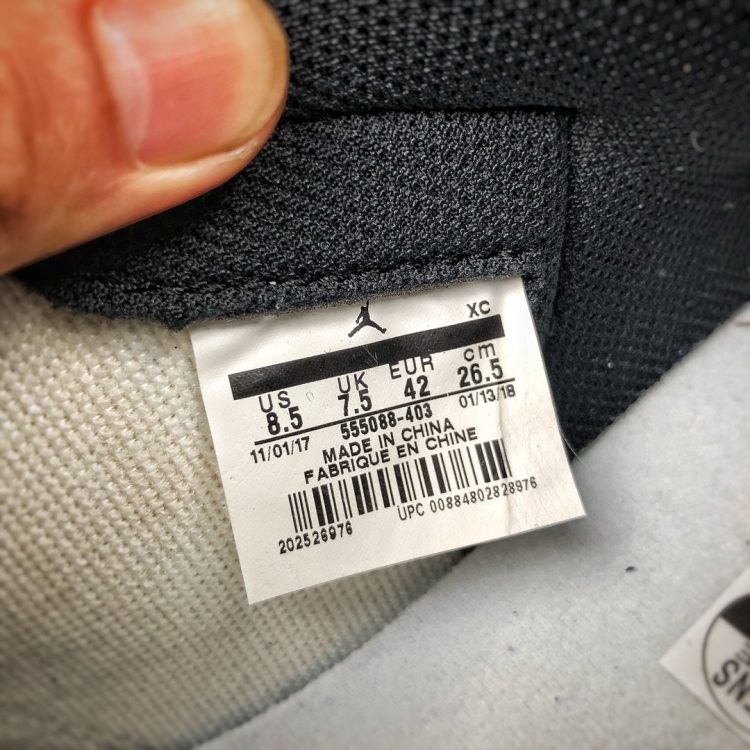 XC
US UK EUR cm
8.5 7.5 42 26.5
11/01/17 555088-403 01/13/18
MADE IN CHINA
FABRIQUE EN CHINE
202526976 UPC 00884802828976